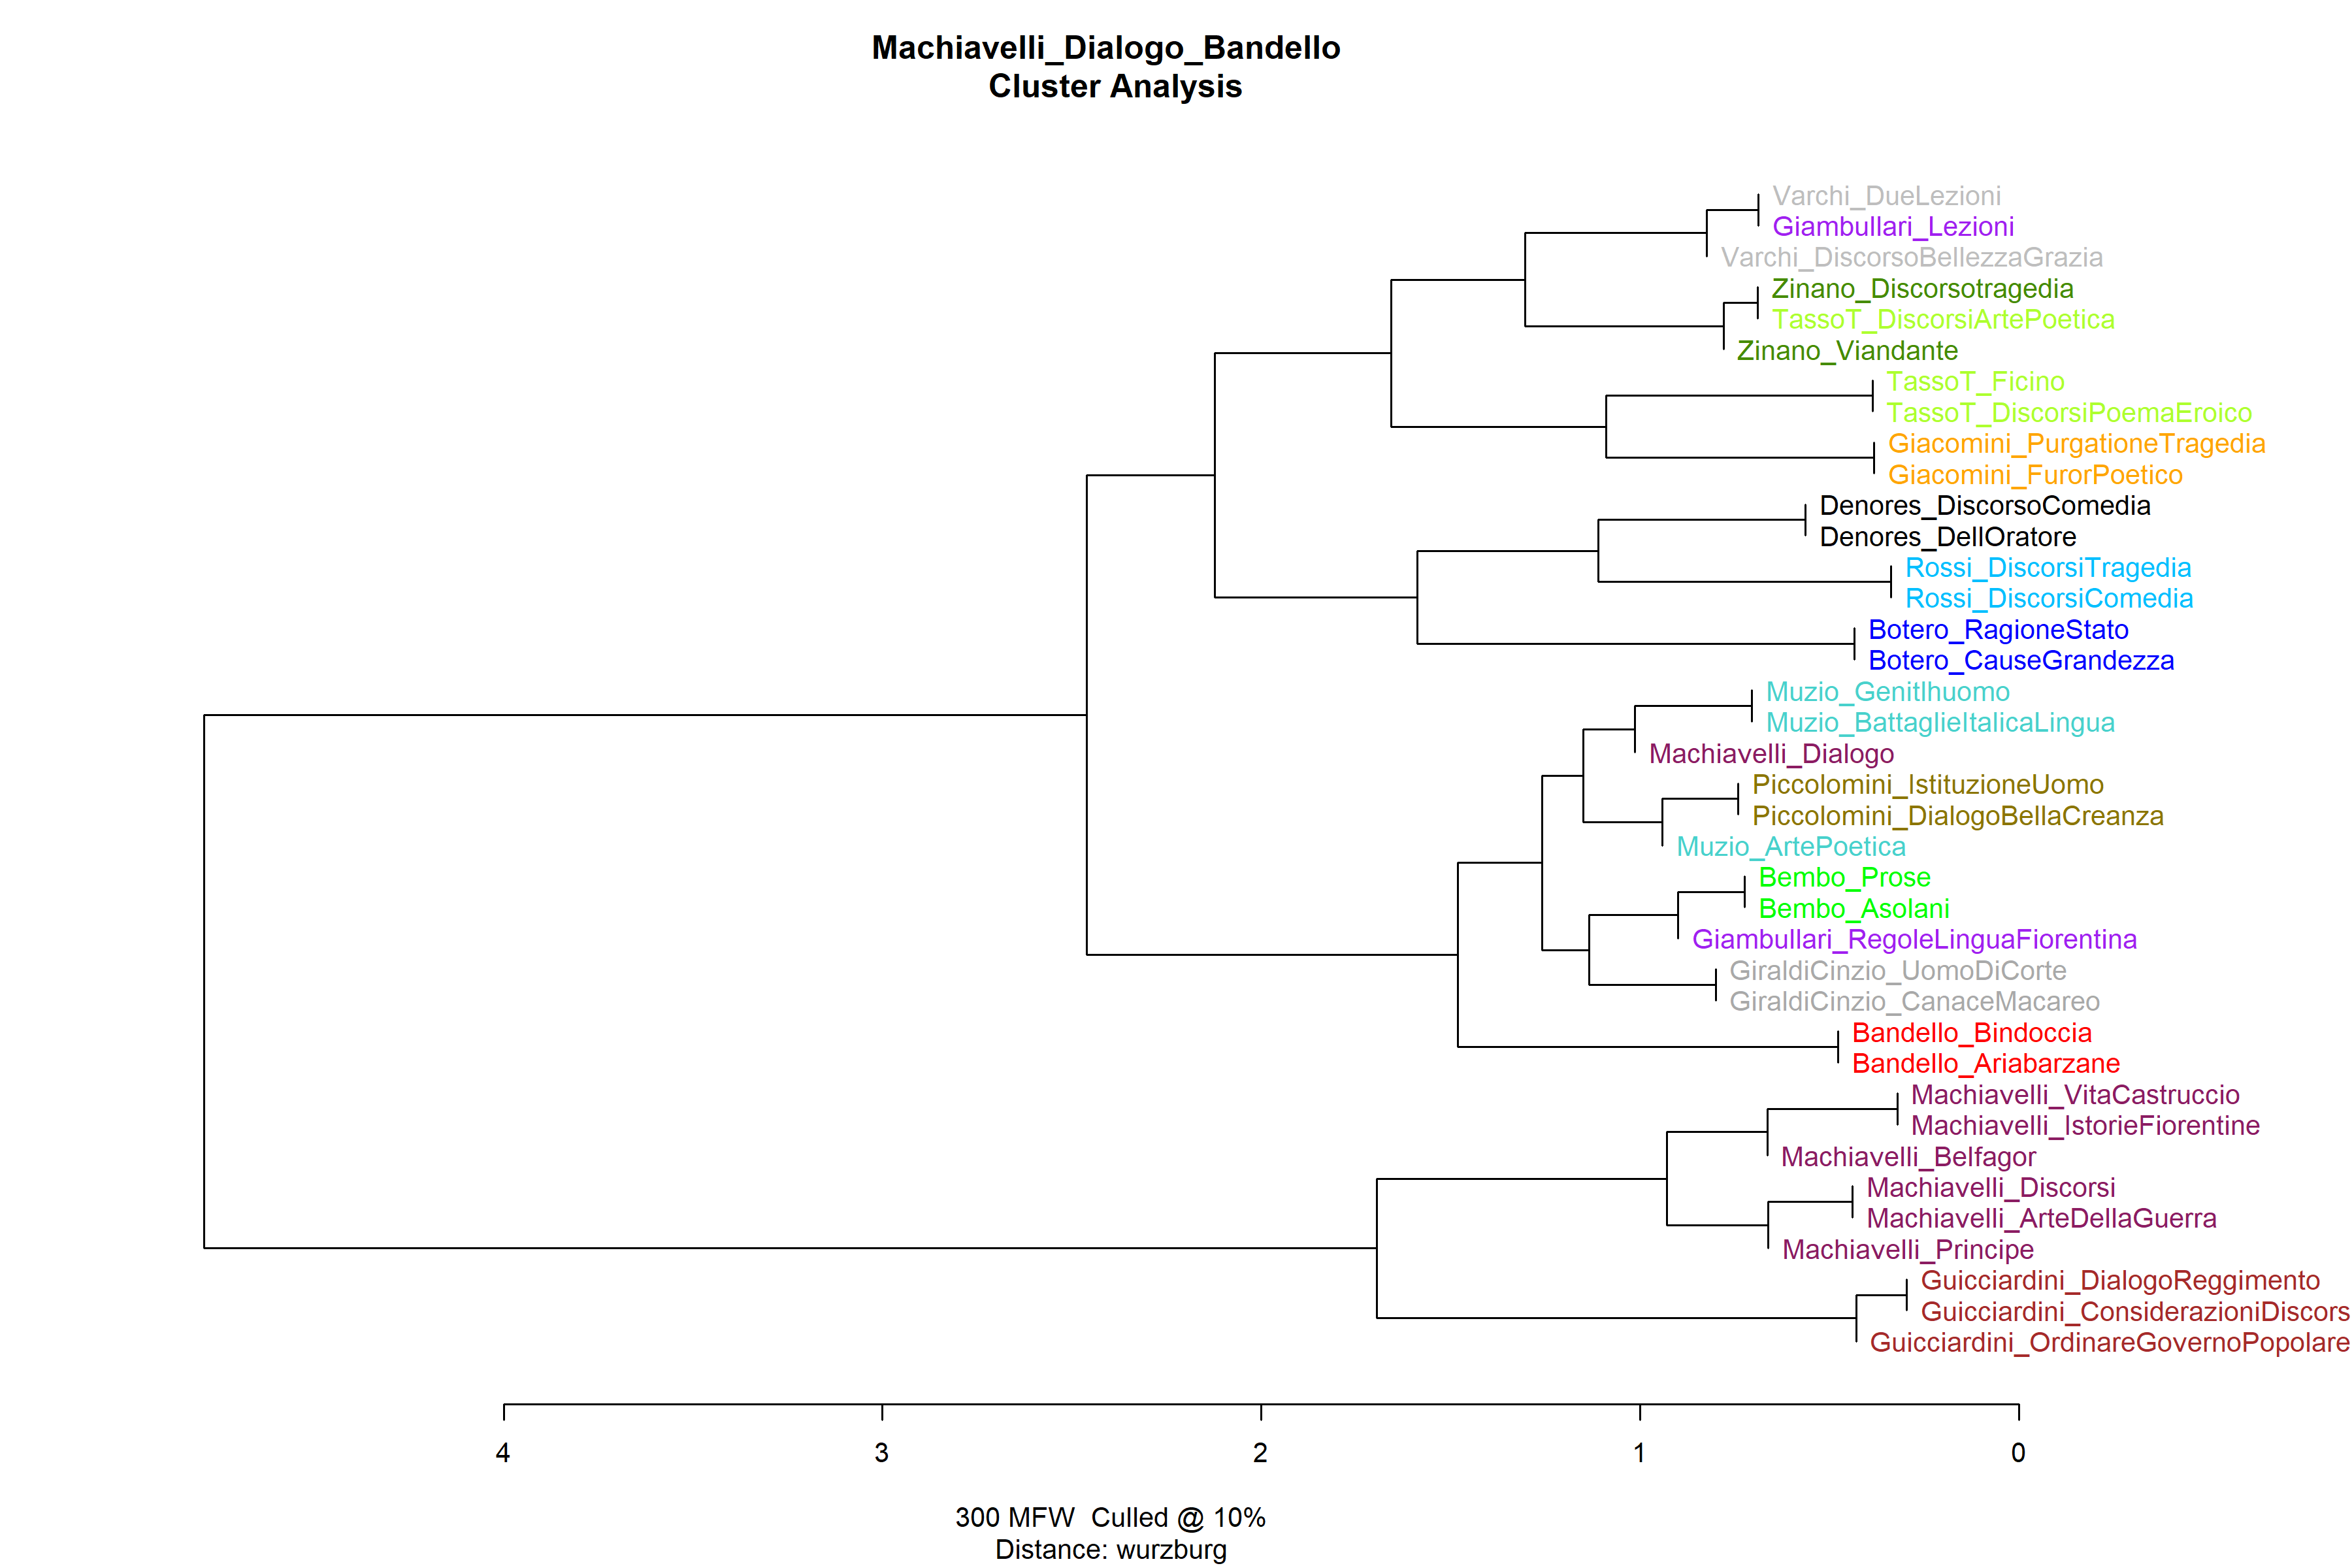 Machiavelli_Dialogo_Bandello
Cluster Analysis
Varchi_DueLezioni
Giambullari_Lezioni
Varchi_DiscorsoBellezzaGrazia
Zinano_Discorsotragedia
TassoT_DiscorsiArtePoetica
Zinano_Viandante
TassoT_Ficino
TassoT_DiscorsiPoemaEroico
Giacomini_PurgationeTragedia
Giacomini_FurorPoetico
Denores_DiscorsoComedia
Denores_DellOratore
Rossi_DiscorsiTragedia
Rossi_DiscorsiComedia
Botero_RagioneStato
Botero_CauseGrandezza
Muzio_Genitlhuomo
Muzio_BattaglieItalicaLingua
Machiavelli_Dialogo
Piccolomini_IstituzioneUomo
Piccolomini_DialogoBellaCreanza
Muzio_ArtePoetica
Bembo_Prose
Bembo_Asolani
Giambullari_RegoleLinguaFiorentina
GiraldiCinzio_UomoDiCorte
GiraldiCinzio_CanaceMacareo
Bandello_Bindoccia
Bandello_Ariabarzane
Machiavelli_VitaCastruccio
Machiavelli_IstorieFiorentine
Machiavelli_Belfagor
Machiavelli_Discorsi
Machiavelli_ArteDellaGuerra
Machiavelli_Principe
Guicciardini_DialogoReggimento
Guicciardini_ConsiderazioniDiscors
Guicciardini_OrdinareGovernoPopolare
4 3 2 1 0
300 MFW Culled @ 10%
Distance: wurzburg